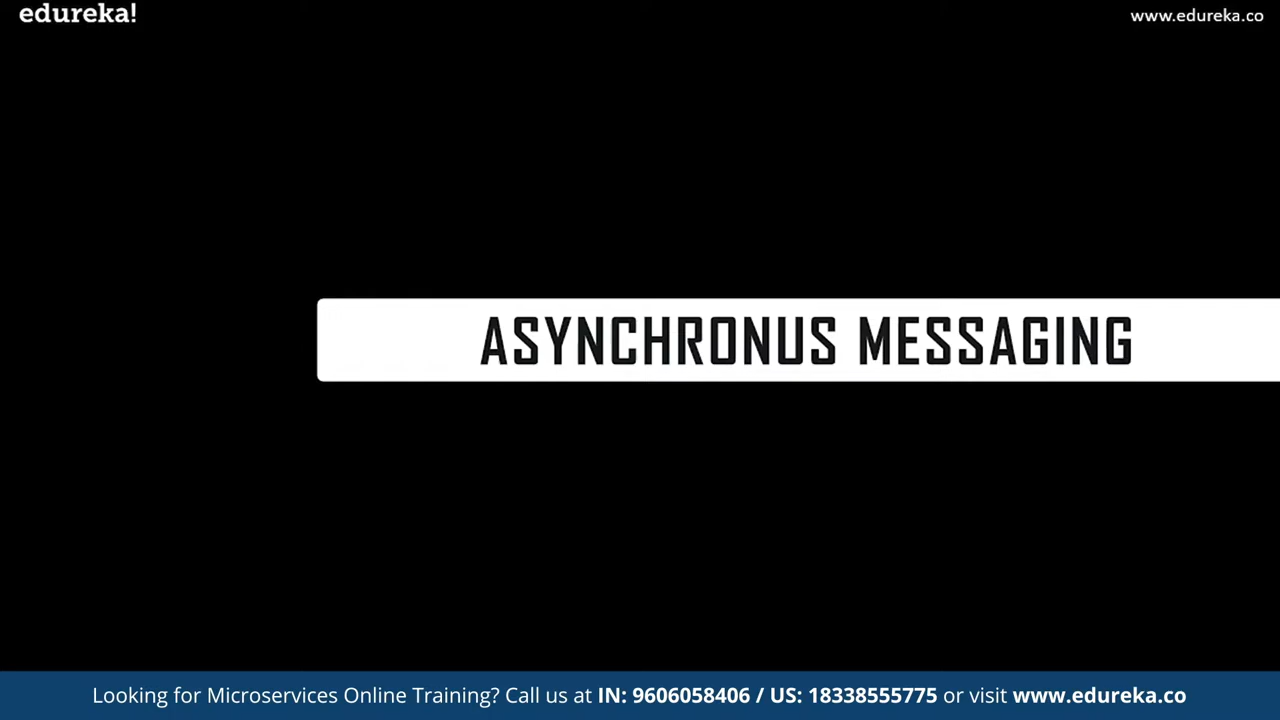 edureka!
www.edureka.co
ASYNCHRONUS MESSAGING
Looking for Microservices Online Training? Call us at IN: 9606058406 / US: 18338555775 or visit www.edureka.co